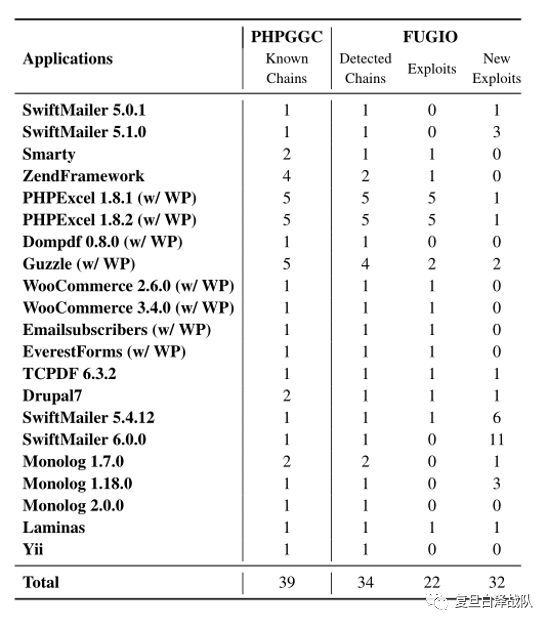 Applications PHPGGC FUGIO
Known Chains Detected Chains Exploits New Exploits
SwiftMailer 5.0.1 1 1 0 1
SwiftMailer 5.1.0 1 1 0 3
Smarty 2 1 1 0
ZendFramework 4 2 1 0
PHPExcel 1.8.1 (w/ WP) 5 5 5 1
PHPExcel 1.8.2 (w/ WP) 5 5 5 1
Dompdf 0.8.0 (w/ WP) 1 1 0 0
Guzzle (w/ WP) 5 4 2 2
WooCommerce 2.6.0 (w/ WP) 1 1 1 0
WooCommerce 3.4.0 (w/ WP) 1 1 1 0
Emailsubscribers (w/ WP) 1 1 1 0
EverestForms (w/ WP) 1 1 1 0
TCPDF 6.3.2 1 1 1 1
Drupal7 2 1 1 1
SwiftMailer 5.4.12 1 1 1 6
SwiftMailer 6.0.0 1 1 0 11
Monolog 1.7.0 2 2 0 1
Monolog 1.18.0 1 1 0 3
Monolog 2.0.0 1 1 0 0
Laminas 1 1 1 1
Yii 1 1 0 0
Total 39 34 22 32
复旦白泽战队